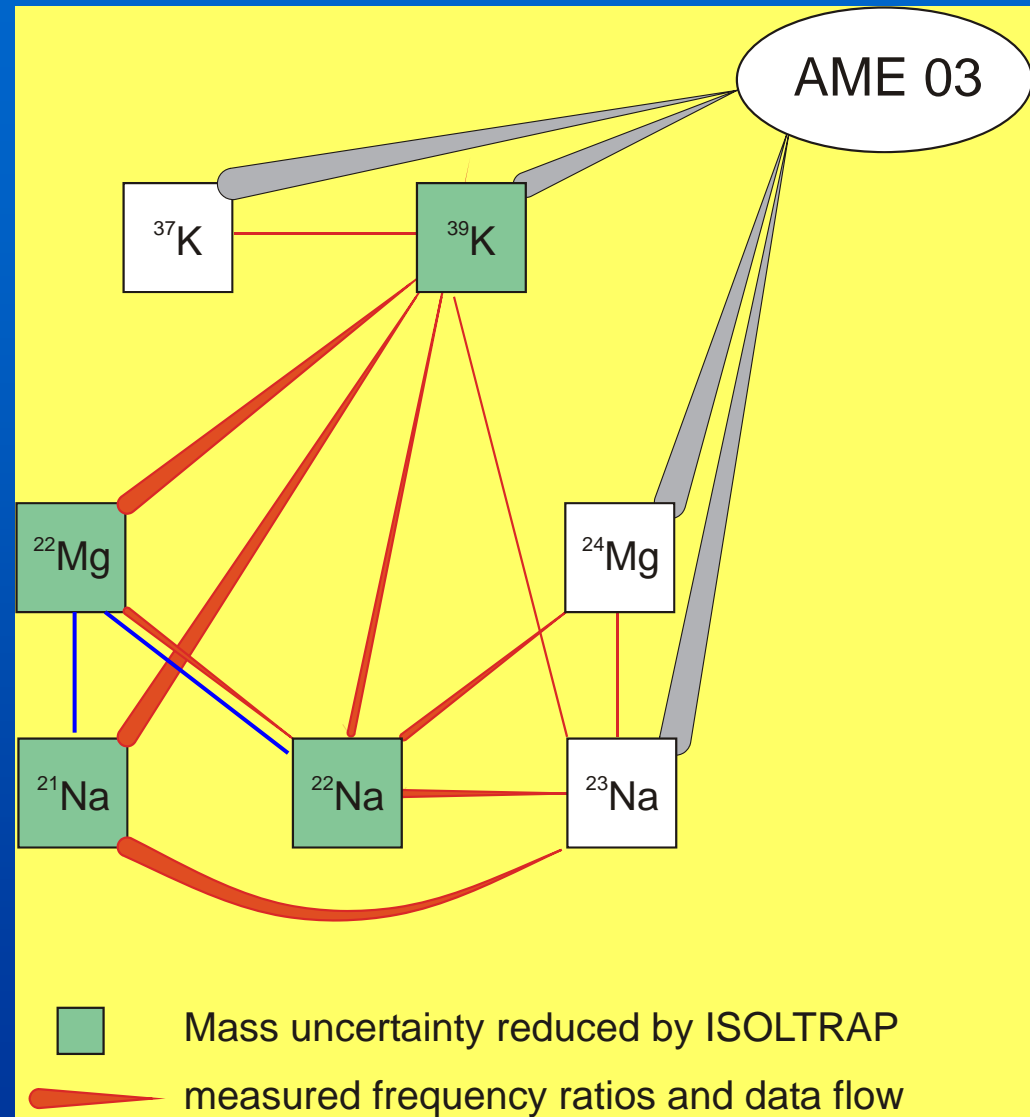 AME 03
³⁷K
³⁹K
²²Mg
²⁴Mg
²¹Na
²²Na
²³Na
Mass uncertainty reduced by ISOLTRAP
measured frequency ratios and data flow